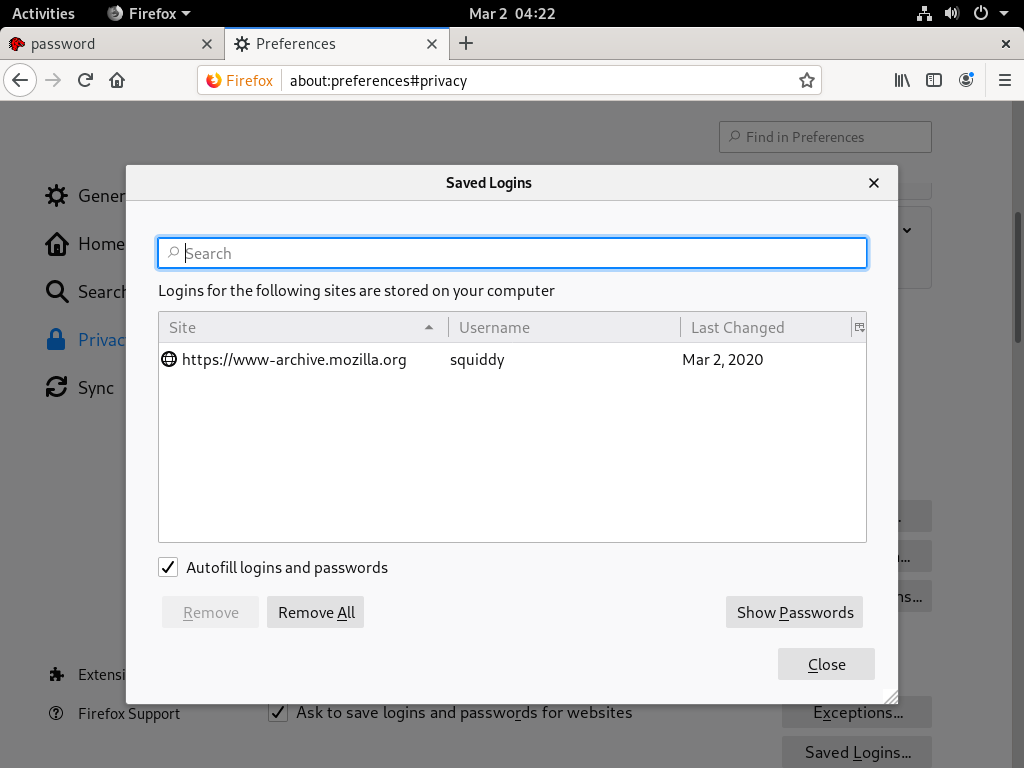 Activities Firefox Mar 2 04:22
password Preferences
Firefox about:preferences#privacy
Find in Preferences
Saved Logins
Gener
Home
Search
Privac
Sync
Search
Logins for the following sites are stored on your computer
Site Username Last Changed
https://www-archive.mozilla.org squiddy Mar 2, 2020
Autofill logins and passwords
Remove Remove All Show Passwords
Close
Extensi
Firefox Support
Ask to save logins and passwords for websites Exceptions...
Saved Logins...